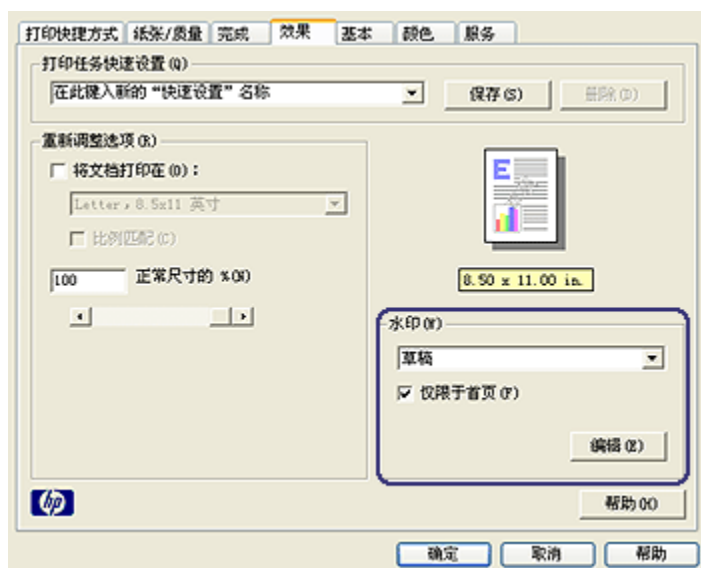 打印快捷方式 纸张/质量 完成 效果 基本 颜色 服务
打印任务快速设置(Q)
在此键入新的“快速设置”名称
保存(S) 删除(D)
重新调整选项(R)
将文档打印在(O)：
Letter，8.5x11 英寸
比例匹配(C)
100 正常尺寸的 %(N)
E
8.50 x 11.00 in.
水印(W)
草稿
仅限于首页(F)
编辑(E)
hp
帮助(H)
确定 取消 帮助